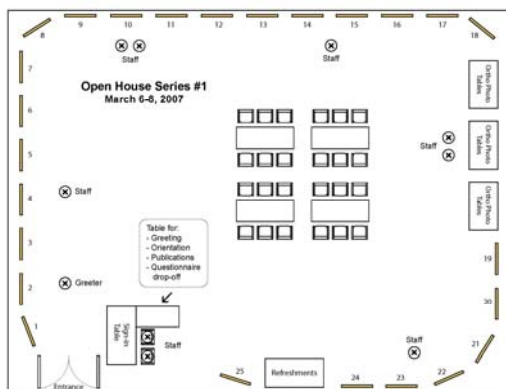 8
9
10
11
12
13
14
15
16
17
18
Staff
Staff
7
Open House Series #1
March 6-8, 2007
Ortho Photo
Tables
6
5
Staff
Ortho Photo
Tables
4
Staff
Ortho Photo
Tables
3
Table for:
- Greeting
- Orientation
- Publications
- Questionnaire
drop-off
19
2
Greeter
20
1
Sign-in
Table
Staff
Staff
21
Entrance
25
Refreshments
24
23
22